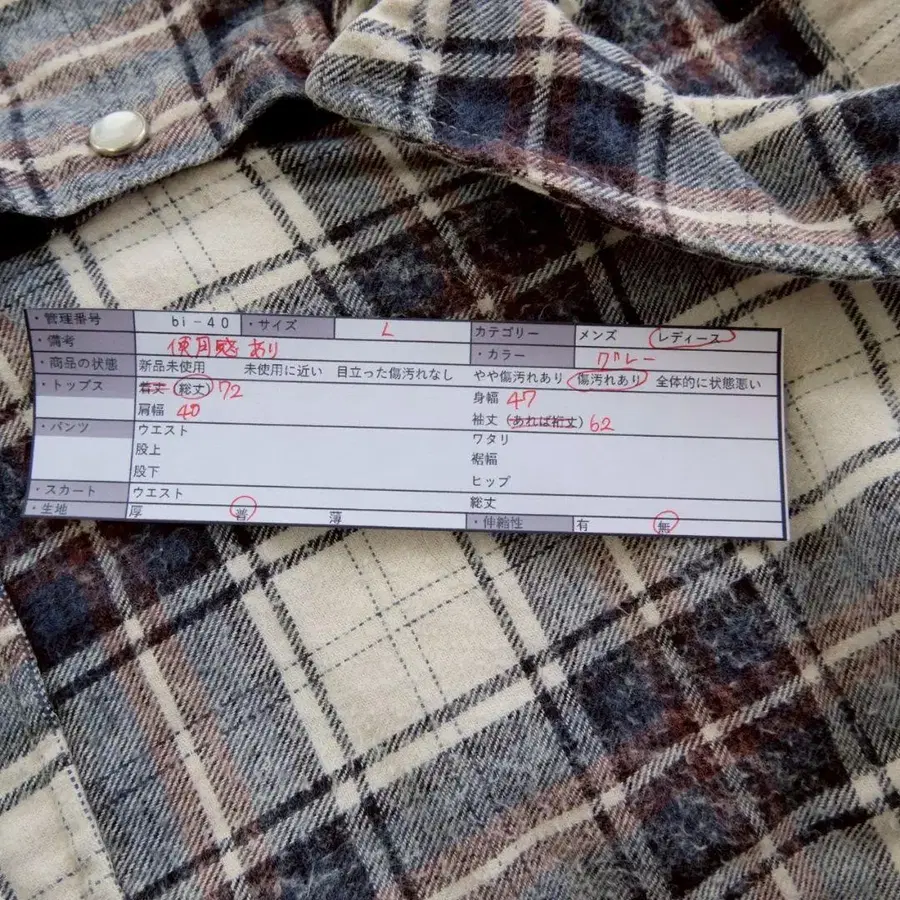 ・管理番号 bi-40 ・サイズ L カテゴリー メンズ レディース
・備考 使用感 あり ・カラー グレー
・商品の状態 新品未使用 未使用に近い 目立った傷汚れなし やや傷汚れあり 傷汚れあり 全体的に状態悪い
・トップス 着丈 (総丈) 72 身幅 47
肩幅 40 袖丈 (あれば裄丈) 62
・パンツ ウエスト ワタリ
股上 裾幅
股下 ヒップ
・スカート ウエスト 総丈
・生地 厚 普 薄 ・伸縮性 有 無